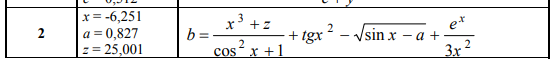 2
x = -6,251
a = 0,827
z = 25,001
b = (x³ + z)/(cos² x + 1) + tgx² − √(sin x − a) + eˣ/(3x²)